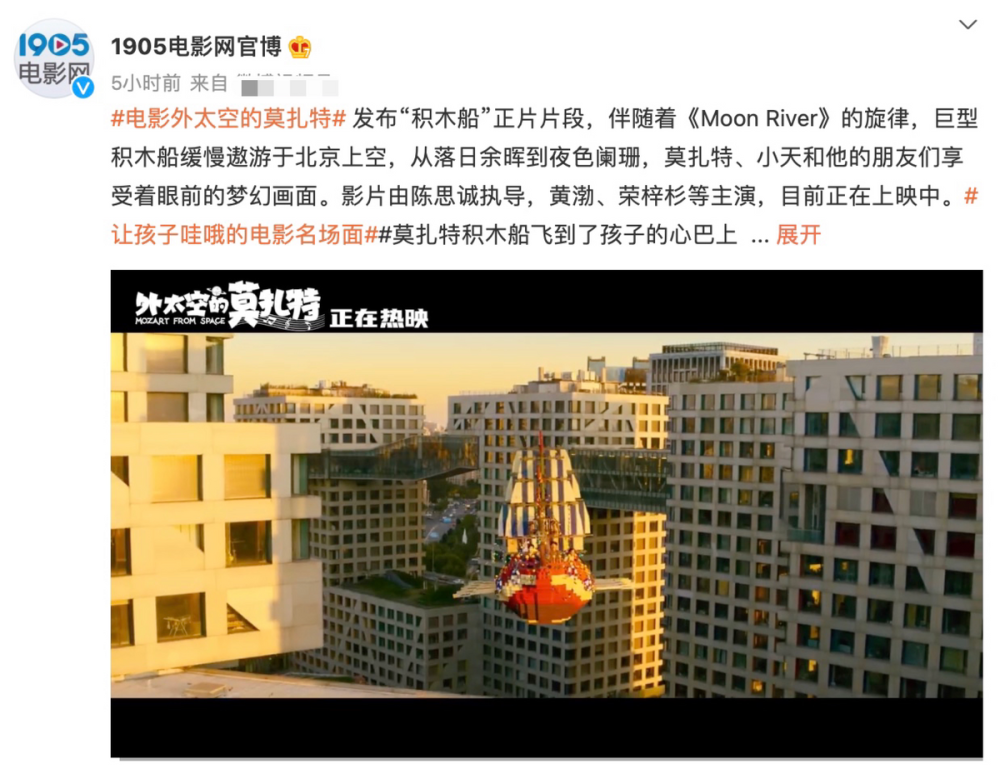 1905
电影网
1905电影网官博
5小时前 来自
#电影外太空的莫扎特# 发布“积木船”正片片段，伴随着《Moon River》的旋律，巨型
积木船缓慢遨游于北京上空，从落日余晖到夜色阑珊，莫扎特、小天和他的朋友们享
受着眼前的梦幻画面。影片由陈思诚执导，黄渤、荣梓杉等主演，目前正在上映中。#
让孩子哇哦的电影名场面##莫扎特积木船飞到了孩子的心巴上 ... 展开
外太空的莫扎特 正在热映
MOZART FROM SPACE